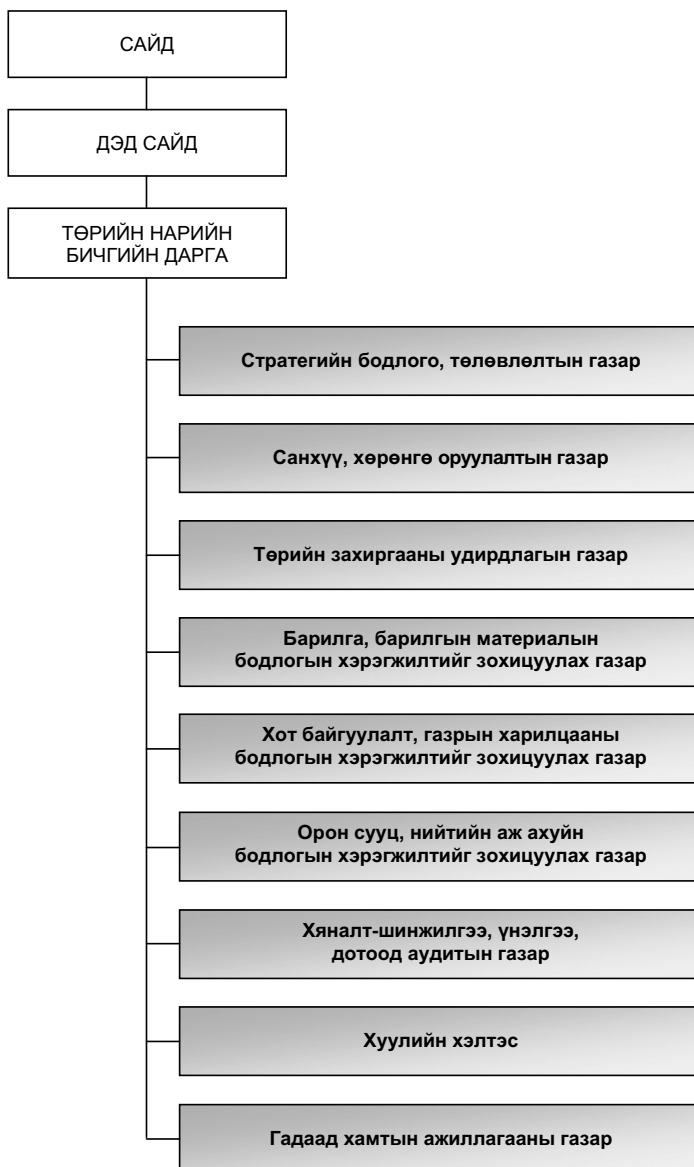 САЙД
ДЭД САЙД
ТӨРИЙН НАРИЙН
БИЧГИЙН ДАРГА
Стратегийн бодлого, төлөвлөлтын газар
Санхүү, хөрөнгө оруулалтын газар
Төрийн захиргааны удирдлагын газар
Барилга, барилгын материалын
бодлогын хэрэгжилтийг зохицуулах газар
Хот байгуулалт, газрын харилцааны
бодлогын хэрэгжилтийг зохицуулах газар
Орон сууц, нийтийн аж ахуйн
бодлогын хэрэгжилтийг зохицуулах газар
Хяналт-шинжилгээ, үнэлгээ,
дотоод аудитын газар
Хуулийн хэлтэс
Гадаад хамтын ажиллагааны газар